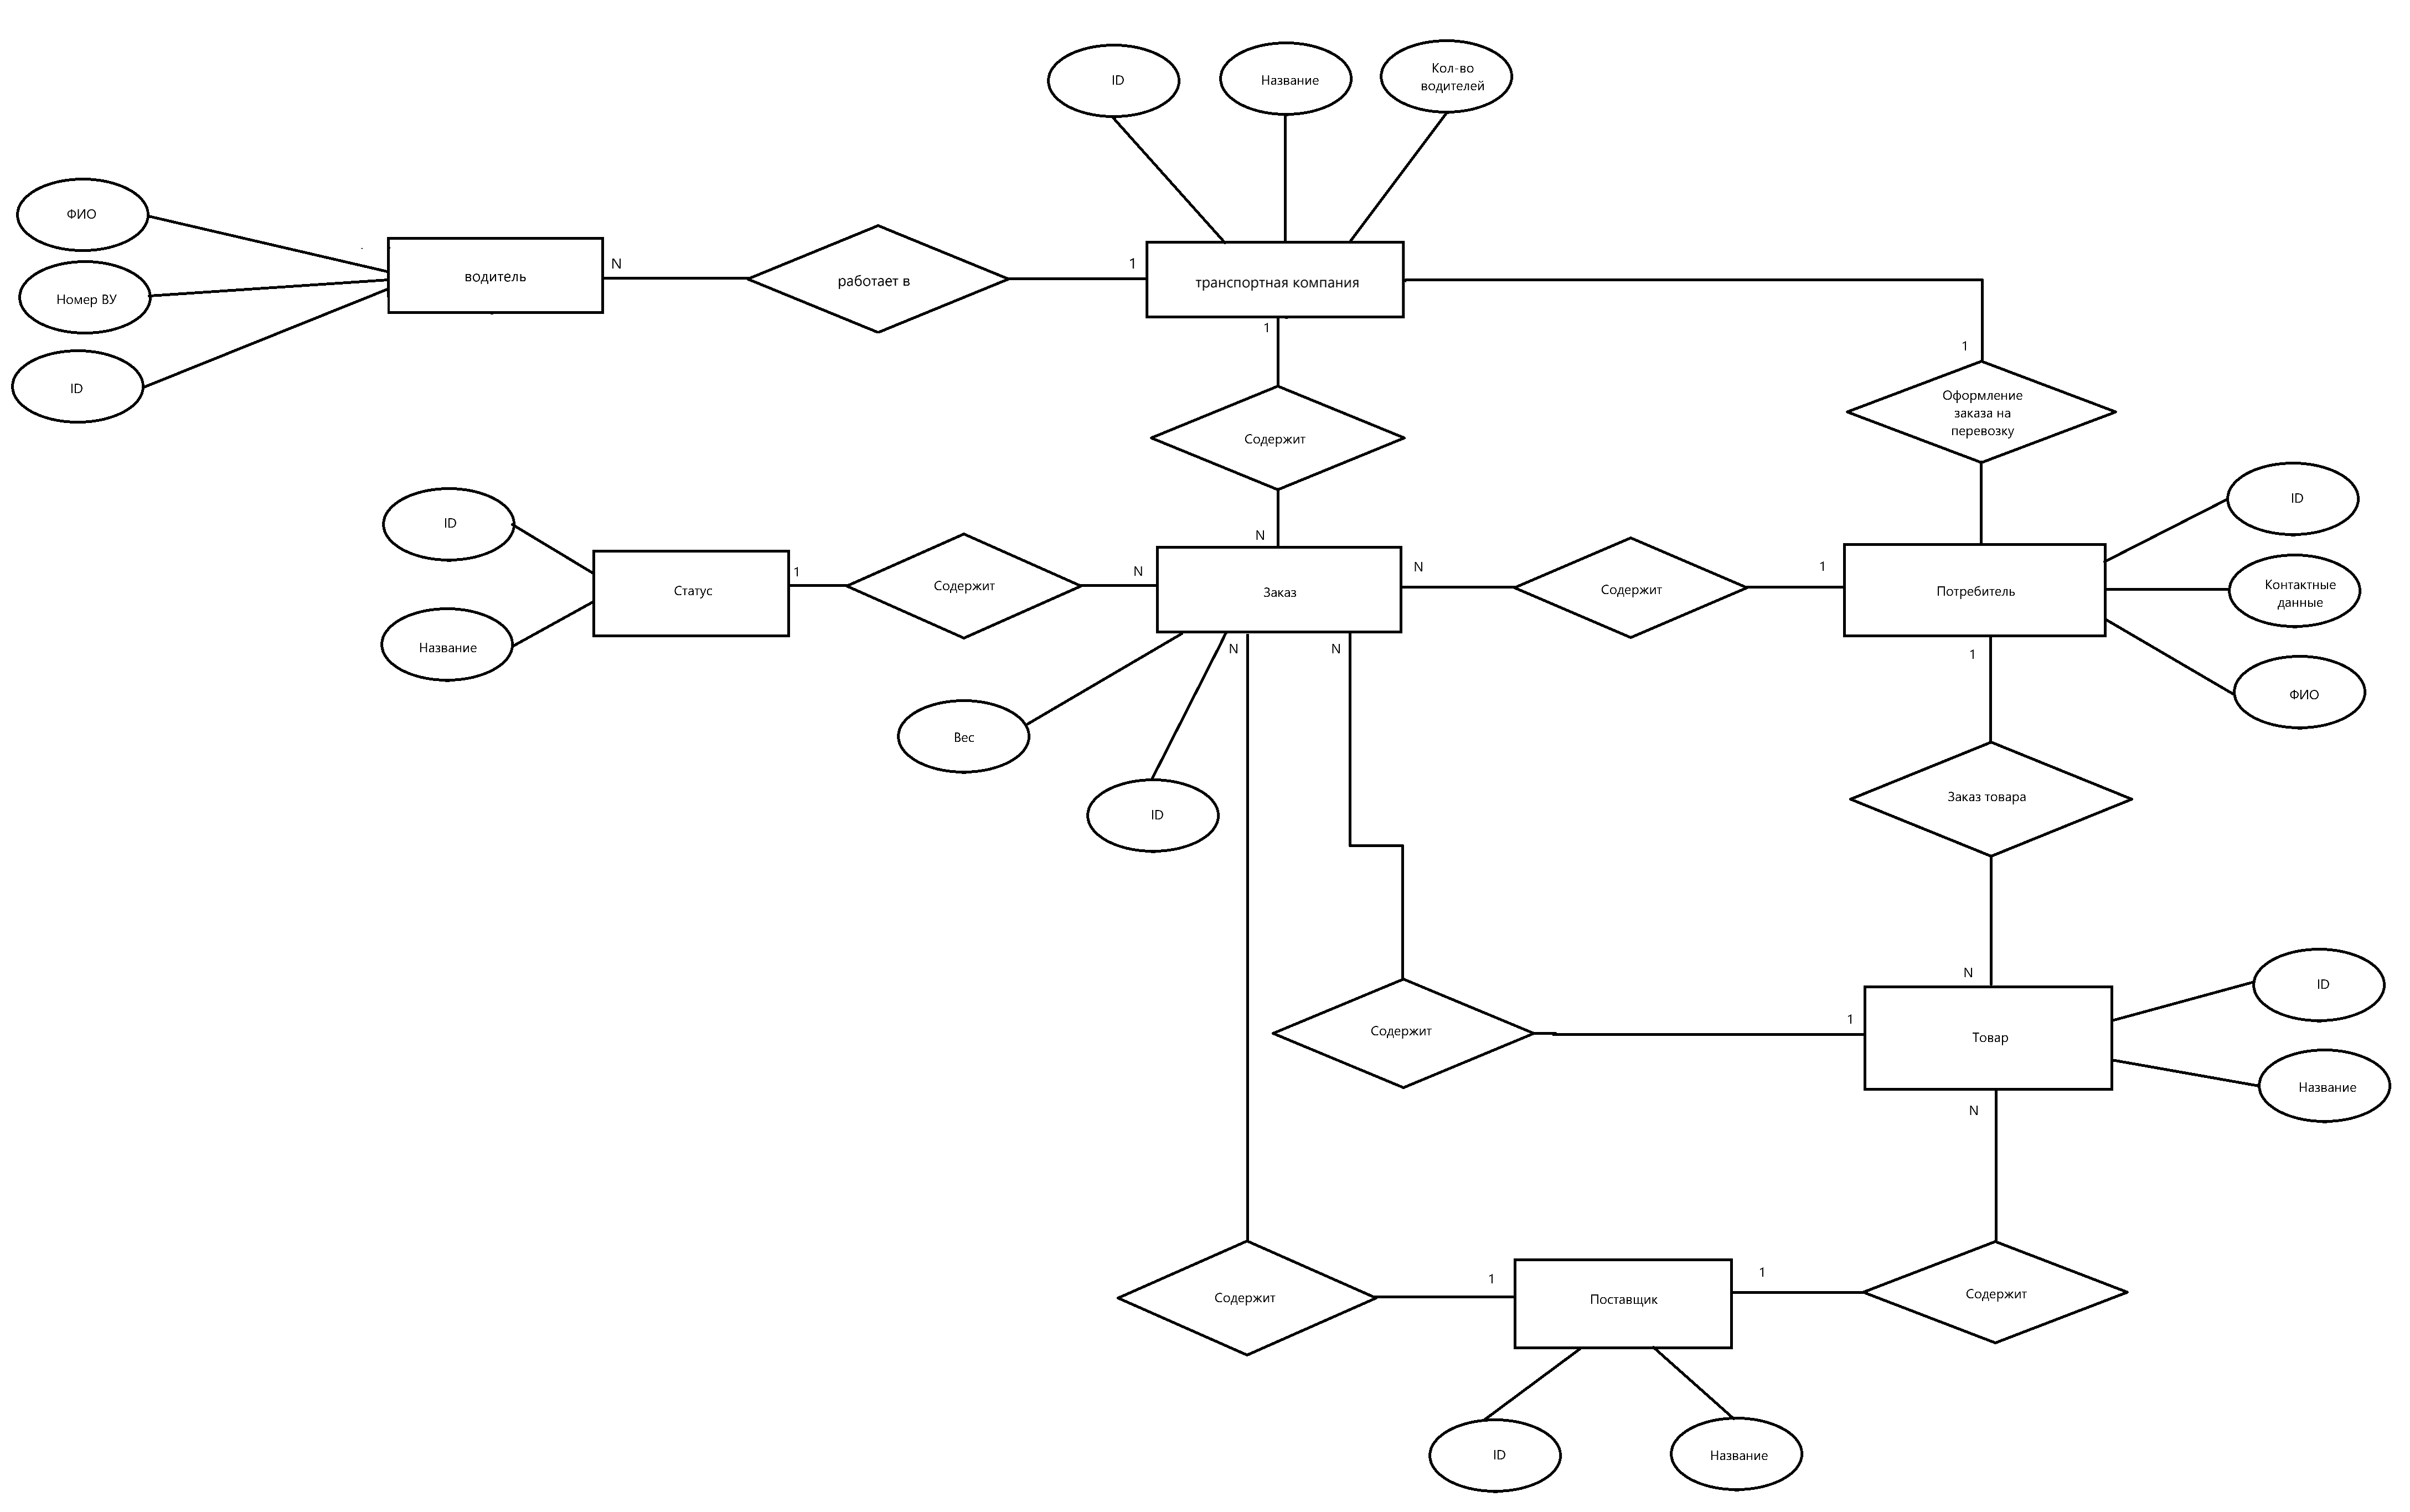 ID
Название
Кол-во
водителей
ФИО
Номер ВУ
ID
водитель
N
работает в
1
транспортная компания
1
1
Содержит
Оформление
заказа на
перевозку
N
ID
Название
Статус
1
Содержит
N
Заказ
N
Содержит
1
Потребитель
ID
Контактные
данные
ФИО
N
N
1
Вес
ID
Заказ товара
N
Содержит
1
Товар
ID
Название
N
Содержит
1
Поставщик
1
Содержит
ID
Название